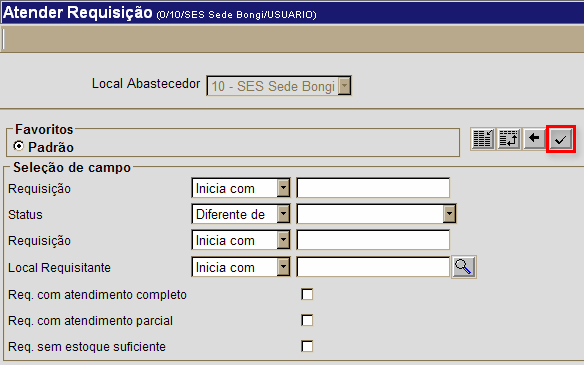 Atender Requisição (0/10/SES Sede Bongi/USUARIO)
Local Abastecedor 10 - SES Sede Bongi
Favoritos
Padrão
Seleção de campo
Requisição Inicia com
Status Diferente de
Requisição Inicia com
Local Requisitante Inicia com
Req. com atendimento completo
Req. com atendimento parcial
Req. sem estoque suficiente